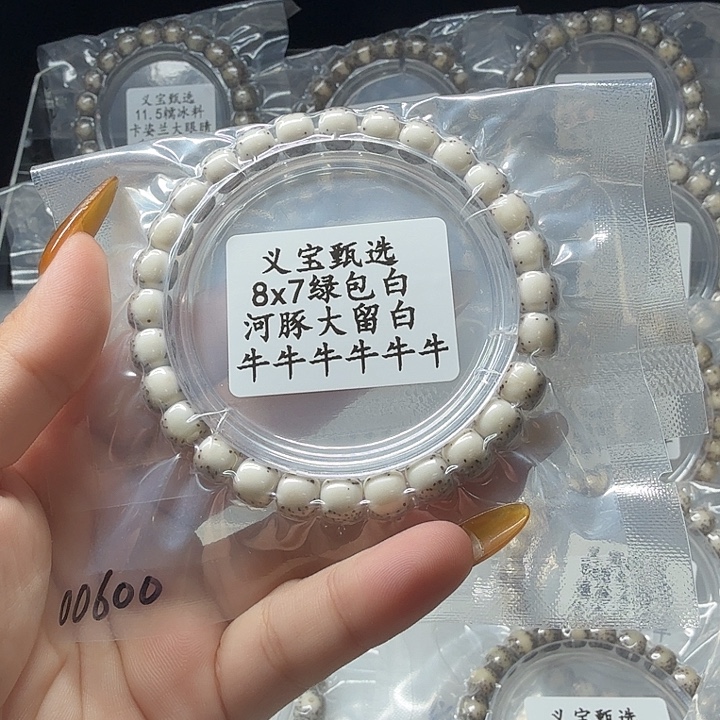 义宝甄选
11.5糯冰料
卡姿兰大眼睛
义宝甄选
8x7绿包白
河豚大留白
牛牛牛牛牛牛
00600
义宝甄选